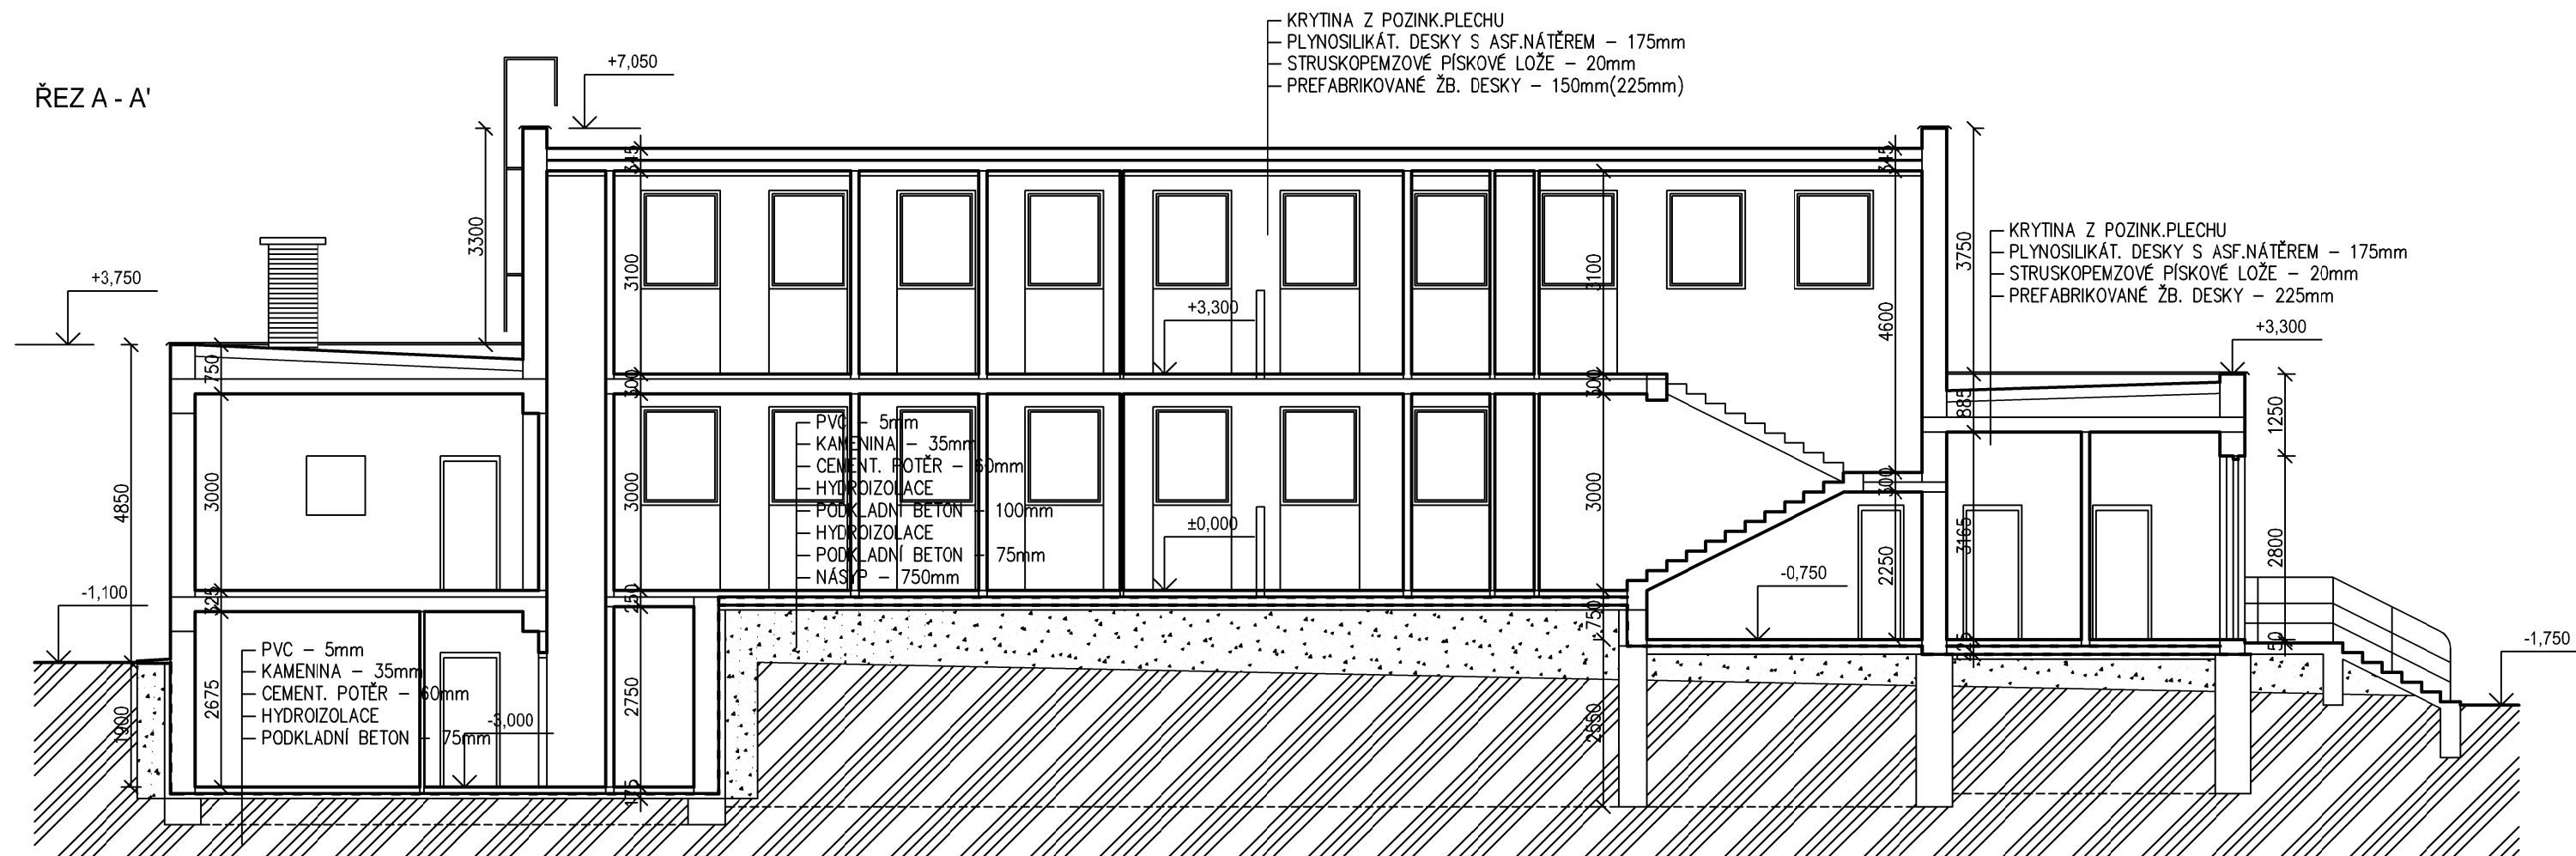 KRYTINA Z POZINK.PLECHU
PLYNOSILIKÁT. DESKY S ASF.NÁTĚREM – 175mm
STRUSKOPEMZOVÉ PÍSKOVÉ LOŽE – 20mm
PREFABRIKOVANÉ ŽB. DESKY – 150mm(225mm)
+7,050
ŘEZ A - A'
345
345
3300
3100
3100
3750
KRYTINA Z POZINK.PLECHU
PLYNOSILIKÁT. DESKY S ASF.NÁTĚREM – 175mm
STRUSKOPEMZOVÉ PÍSKOVÉ LOŽE – 20mm
PREFABRIKOVANÉ ŽB. DESKY – 225mm
+3,750
+3,300
4600
+3,300
750
300
300
885
1250
PVC – 5mm
KAMENINA – 35mm
CEMENT. POTĚR – 60mm
HYDROIZOLACE
PODKLADNÍ BETON – 100mm
HYDROIZOLACE
PODKLADNÍ BETON – 75mm
NÁSYP – 750mm
4850
3000
3000
3000
300
±0,000
3165
2800
2250
-0,750
-1,100
325
250
750
50
-1,750
PVC – 5mm
KAMENINA – 35mm
CEMENT. POTĚR – 60mm
HYDROIZOLACE
PODKLADNÍ BETON – 75mm
1900
2675
2750
-3,000
2550
175